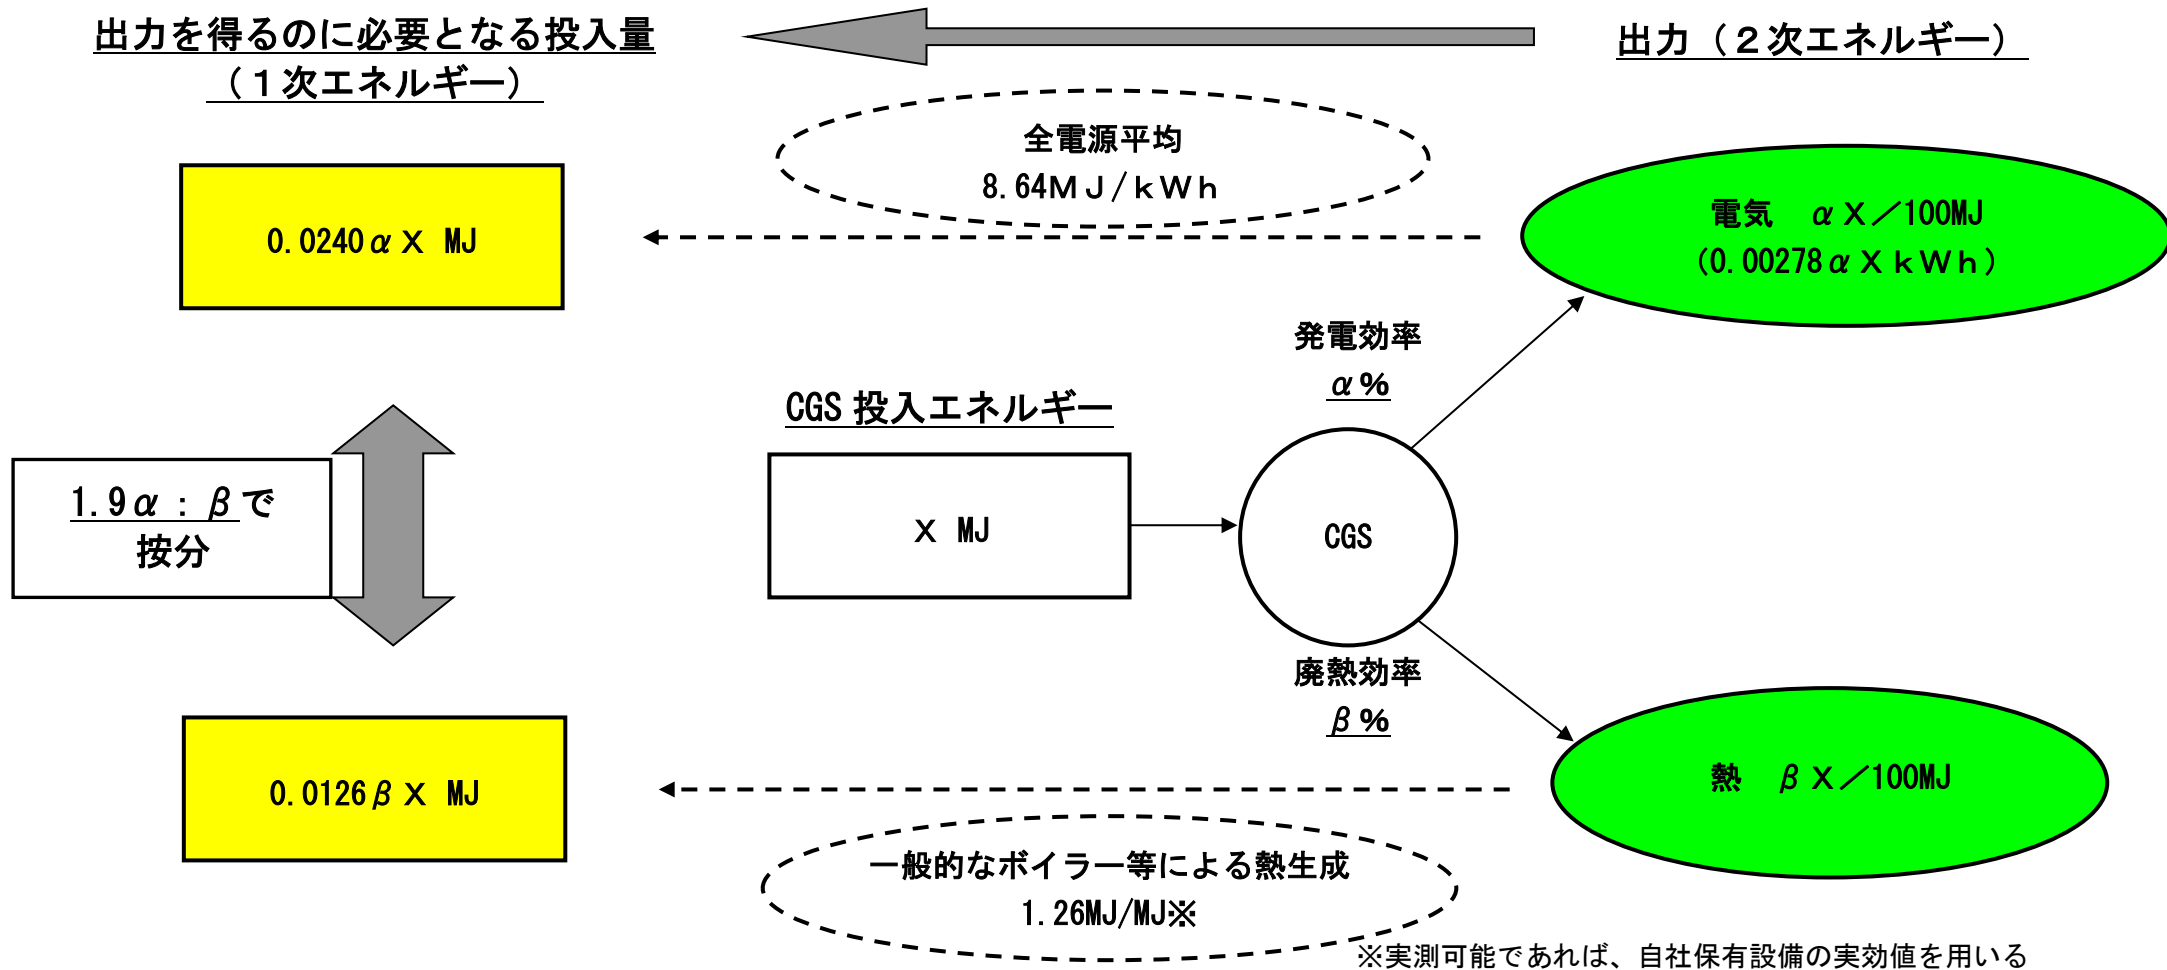 出力を得るのに必要となる投入量
（１次エネルギー）
出力（２次エネルギー）
全電源平均
8.64ＭＪ/ｋＷｈ
0.0240αＸ MJ
電気　αＸ／100MJ
（0.00278αＸｋＷｈ）
発電効率
α％
CGS 投入エネルギー
Ｘ MJ
CGS
1.9α：βで
按分
廃熱効率
β％
0.0126βＸ MJ
熱　βＸ／100MJ
一般的なボイラー等による熱生成
1.26MJ/MJ※
※実測可能であれば、自社保有設備の実効値を用いる